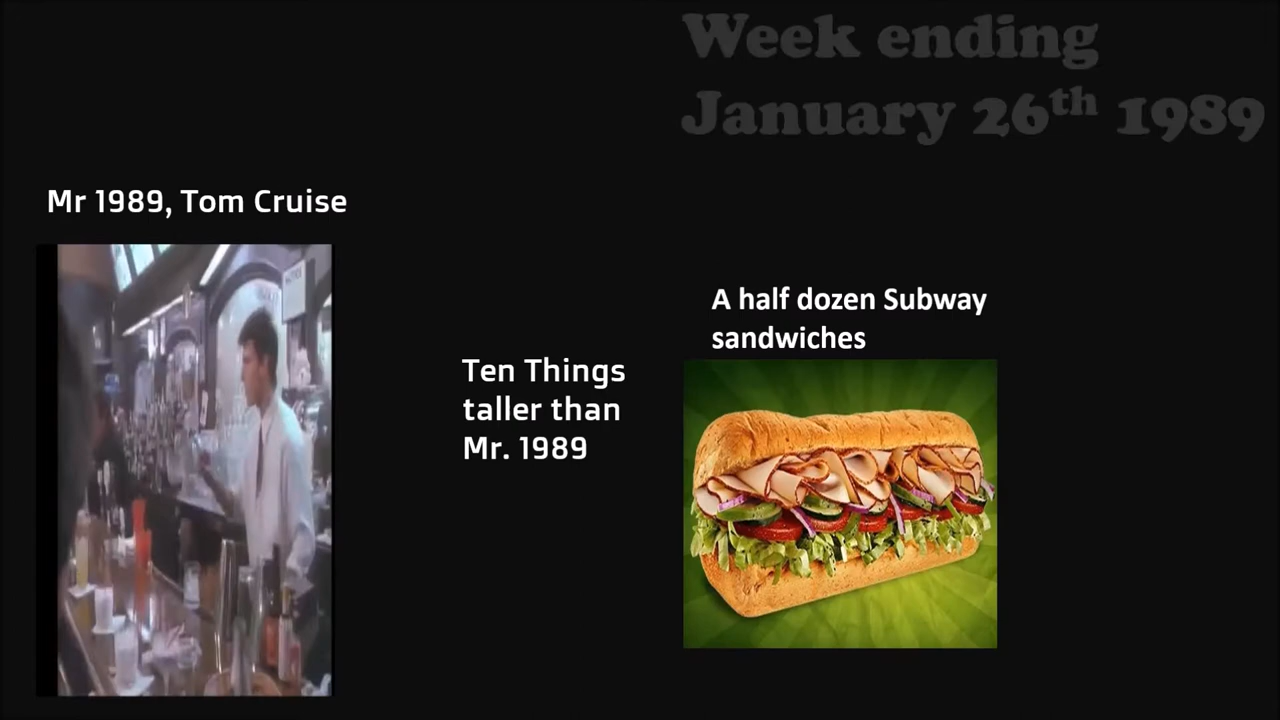 Week ending
January 26th 1989
Mr 1989, Tom Cruise
A half dozen Subway
sandwiches
Ten Things
taller than
Mr. 1989